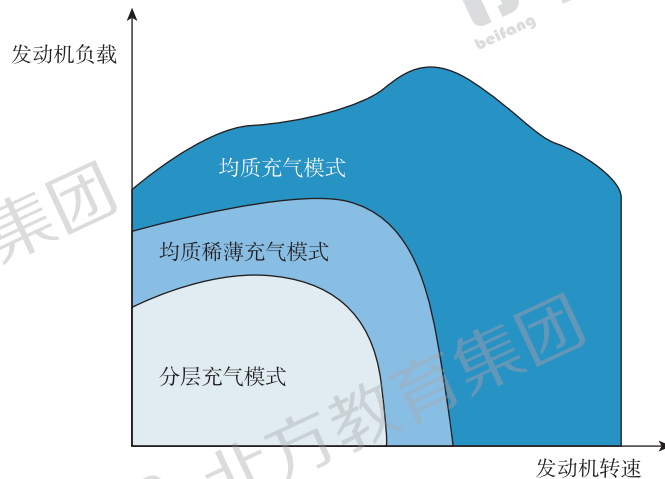 beifang
发动机负载
均质充气模式
集团
均质稀薄充气模式
分层充气模式
北方教育集团
发动机转速